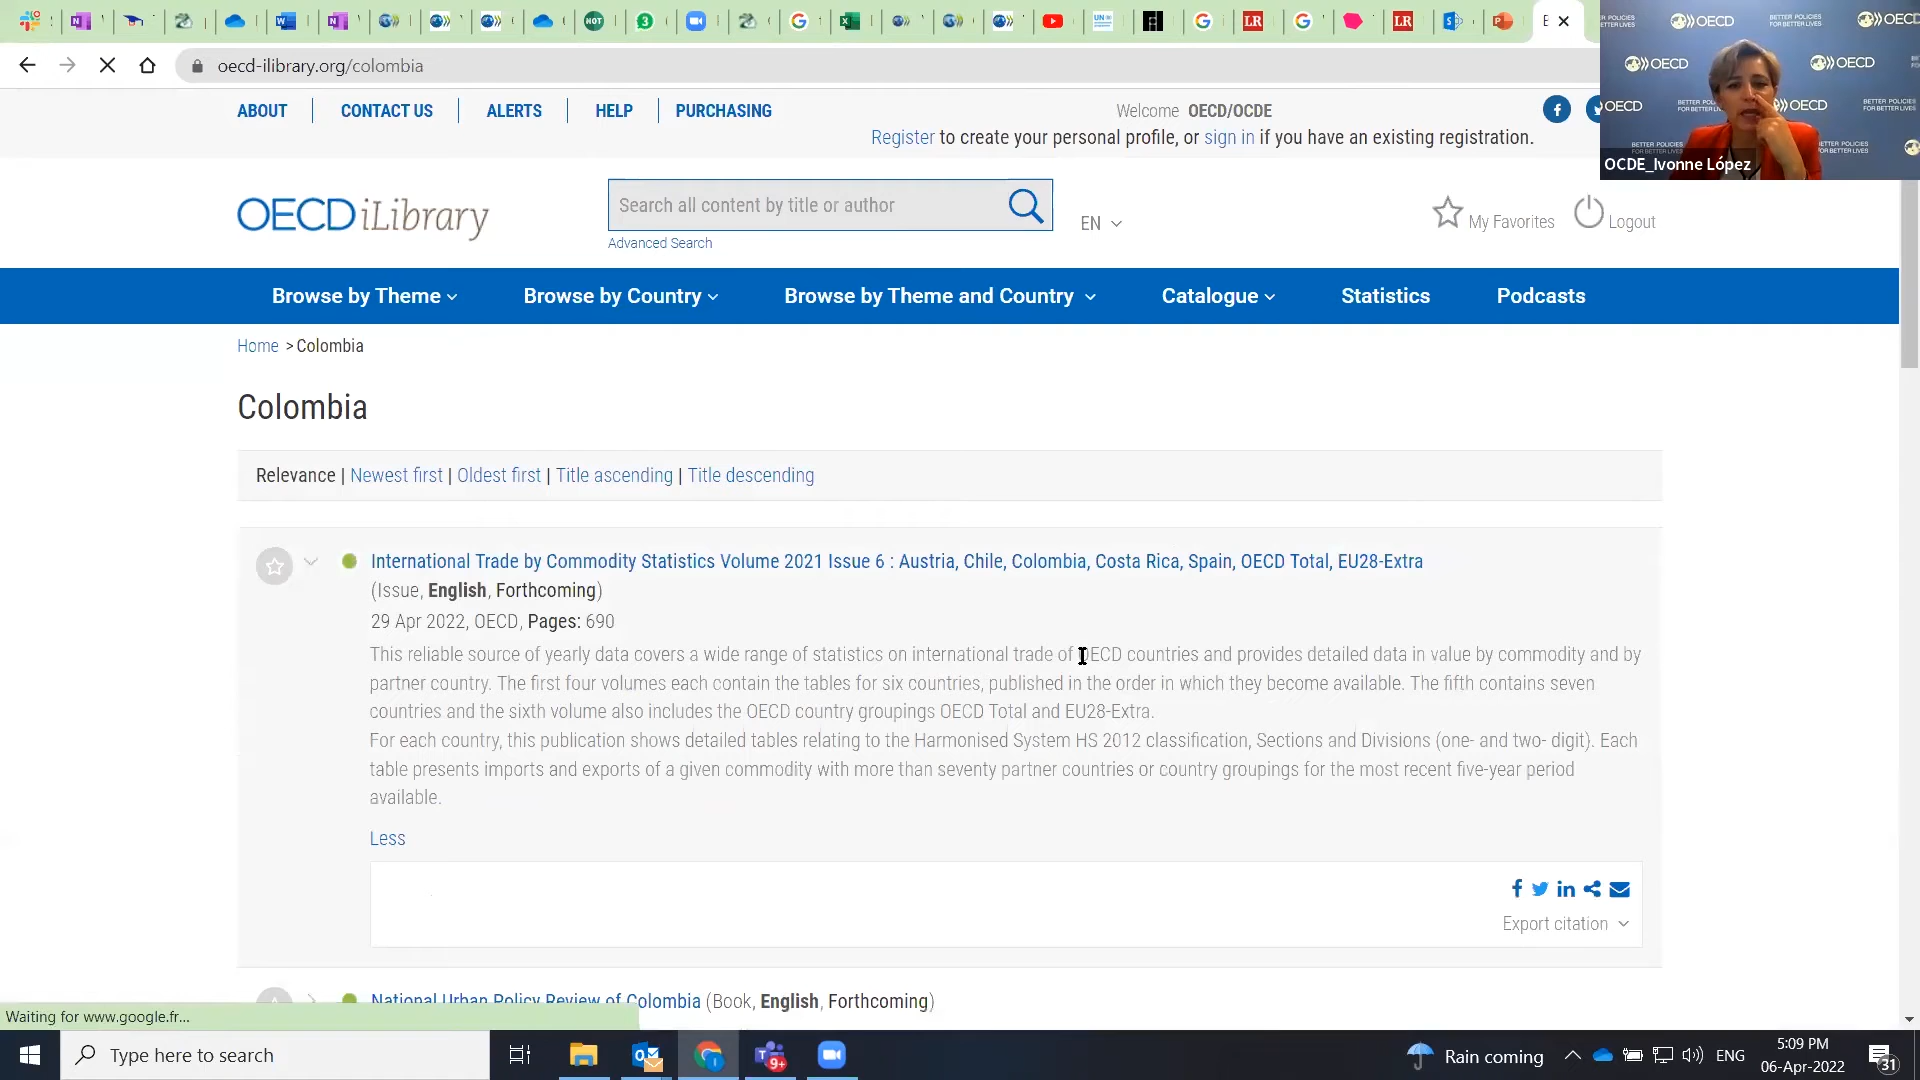 oecd-ilibrary.org/colombia
ABOUT
CONTACT US
ALERTS
HELP
PURCHASING
Welcome OECD/OCDE
Register to create your personal profile, or sign in if you have an existing registration.
OCDE_Ivonne López
OECD iLibrary
Search all content by title or author
Advanced Search
EN
My Favorites
Logout
Browse by Theme
Browse by Country
Browse by Theme and Country
Catalogue
Statistics
Podcasts
Home > Colombia
Colombia
Relevance | Newest first | Oldest first | Title ascending | Title descending
International Trade by Commodity Statistics Volume 2021 Issue 6 : Austria, Chile, Colombia, Costa Rica, Spain, OECD Total, EU28-Extra
(Issue, English, Forthcoming)
29 Apr 2022, OECD, Pages: 690
This reliable source of yearly data covers a wide range of statistics on international trade of OECD countries and provides detailed data in value by commodity and by
partner country. The first four volumes each contain the tables for six countries, published in the order in which they become available. The fifth contains seven
countries and the sixth volume also includes the OECD country groupings OECD Total and EU28-Extra.
For each country, this publication shows detailed tables relating to the Harmonised System HS 2012 classification, Sections and Divisions (one- and two- digit). Each
table presents imports and exports of a given commodity with more than seventy partner countries or country groupings for the most recent five-year period
available.
Less
Export citation
National Urban Policy Review of Colombia (Book, English, Forthcoming)
Waiting for www.google.fr...
Type here to search
Rain coming
ENG
5:09 PM
06-Apr-2022
31